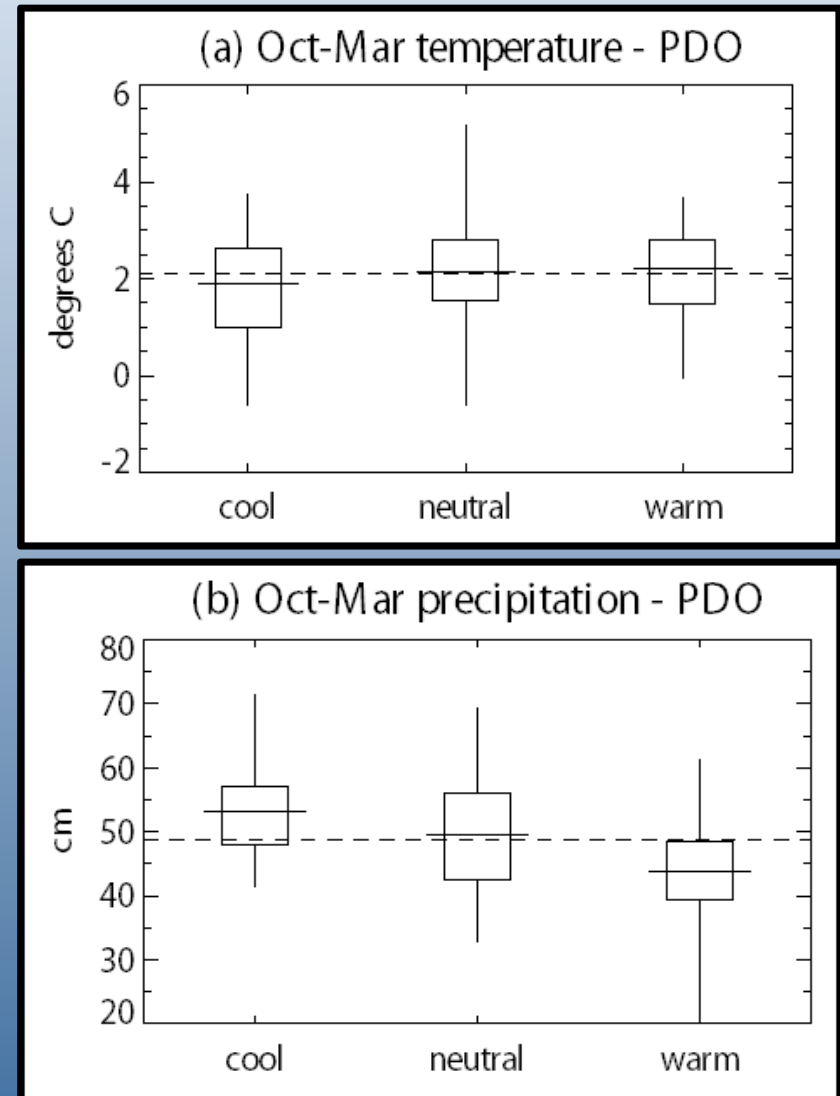 (a) Oct-Mar temperature - PDO
6
4
2
0
-2
degrees C
cool neutral warm
(b) Oct-Mar precipitation - PDO
80
70
60
50
40
30
20
cm
cool neutral warm